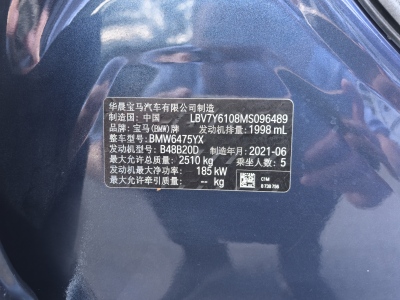 华晨宝马汽车有限公司制造
制造国: 中国 LBV7Y6108MS096489
品牌: 宝马(BMW)牌 发动机排量: 1998 mL
整车型号: BMW6475YX
发动机型号: B48B20D 制造年月: 2021-06
最大允许总质量: 2510 kg 乘坐人数: 5
发动机最大净功率: 185 kW
最大允许牵引质量: -- kg